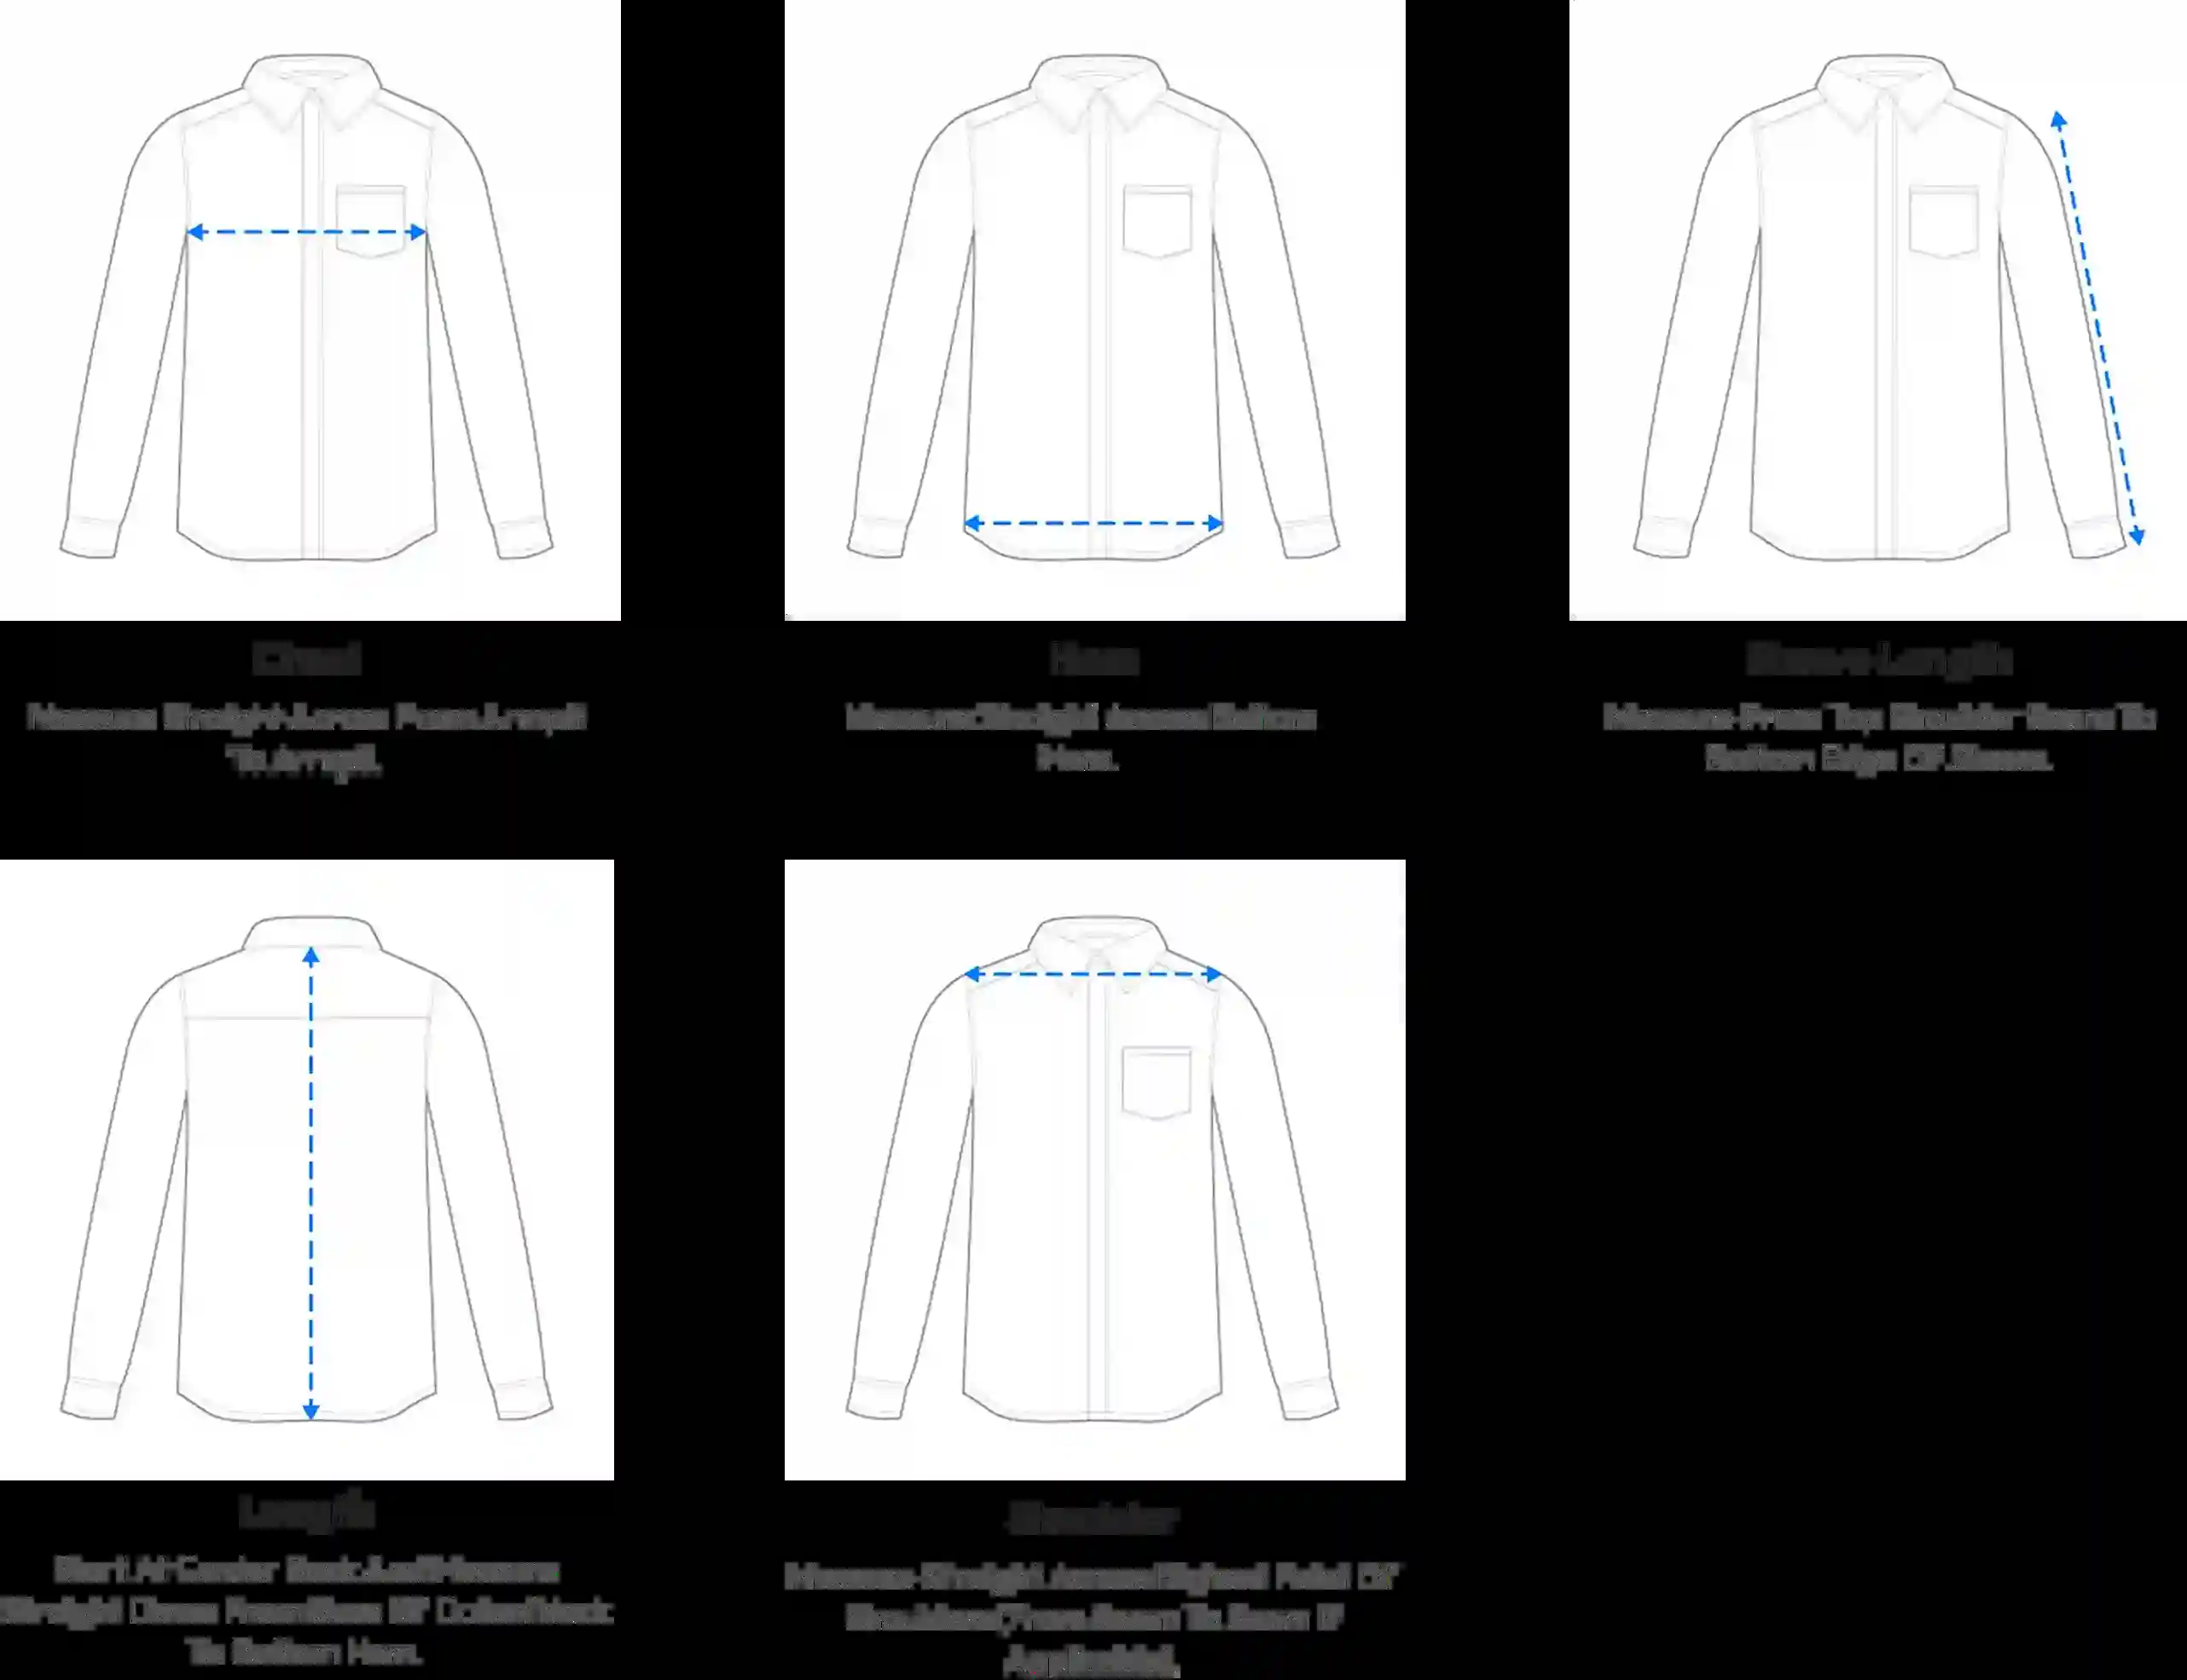 Chest
Measure Straight Across From Armpit
To Armpit.
Hem
Measure Straight Across Bottom
Hem.
Sleeve Length
Measure From Top Shoulder Seam To
Bottom Edge Of Sleeve.
Length
Start At Center Back And Measure
Straight Down From Base Of Collar/Neck
To Bottom Hem.
Shoulder
Measure Straight Across Highest Point Of
Shoulders(From Seam To Seam If
Applicable).